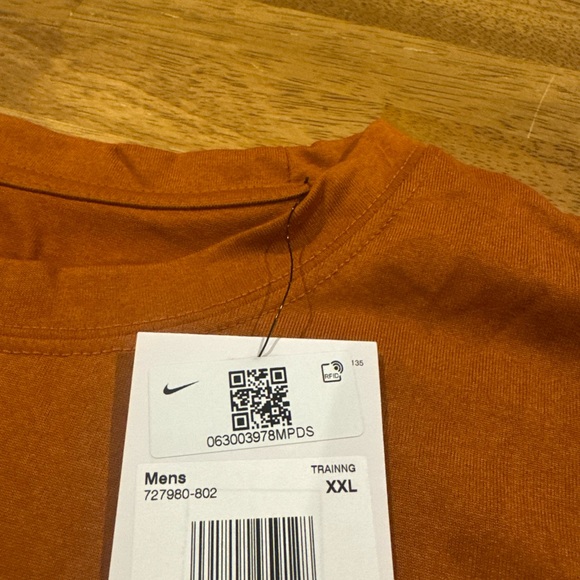 RFID
135
063003978MPDS
Mens
TRAINNG
727980-802
XXL